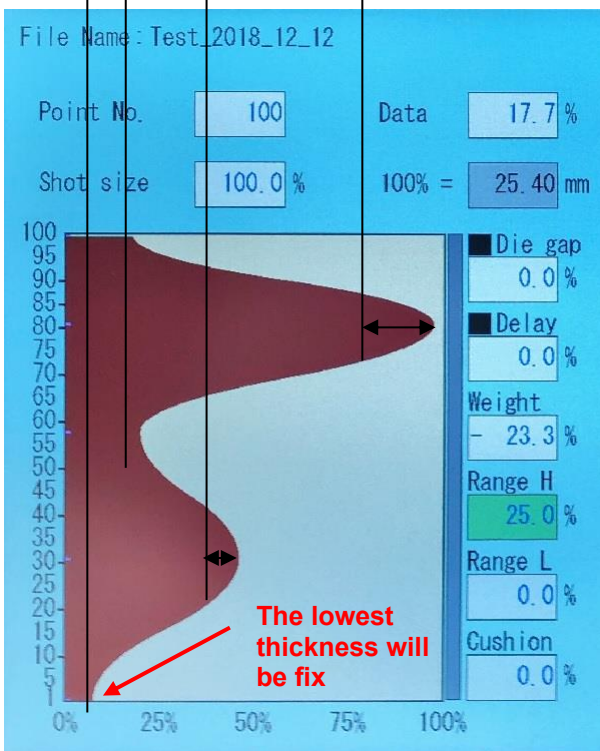 File Name:Test_2018_12_12
Point No. 100 Data 17.7 %
Shot size 100.0 % 100% = 25.40 mm
Die gap
0.0 %
Delay
0.0 %
Weight
- 23.3 %
Range H
25.0 %
Range L
0.0 %
Cushion
0.0 %
100
95
90
85
80
75
70
65
60
55
50
45
40
35
30
25
20
15
10
5
1
0% 25% 50% 75% 100%
The lowest
thickness will
be fix